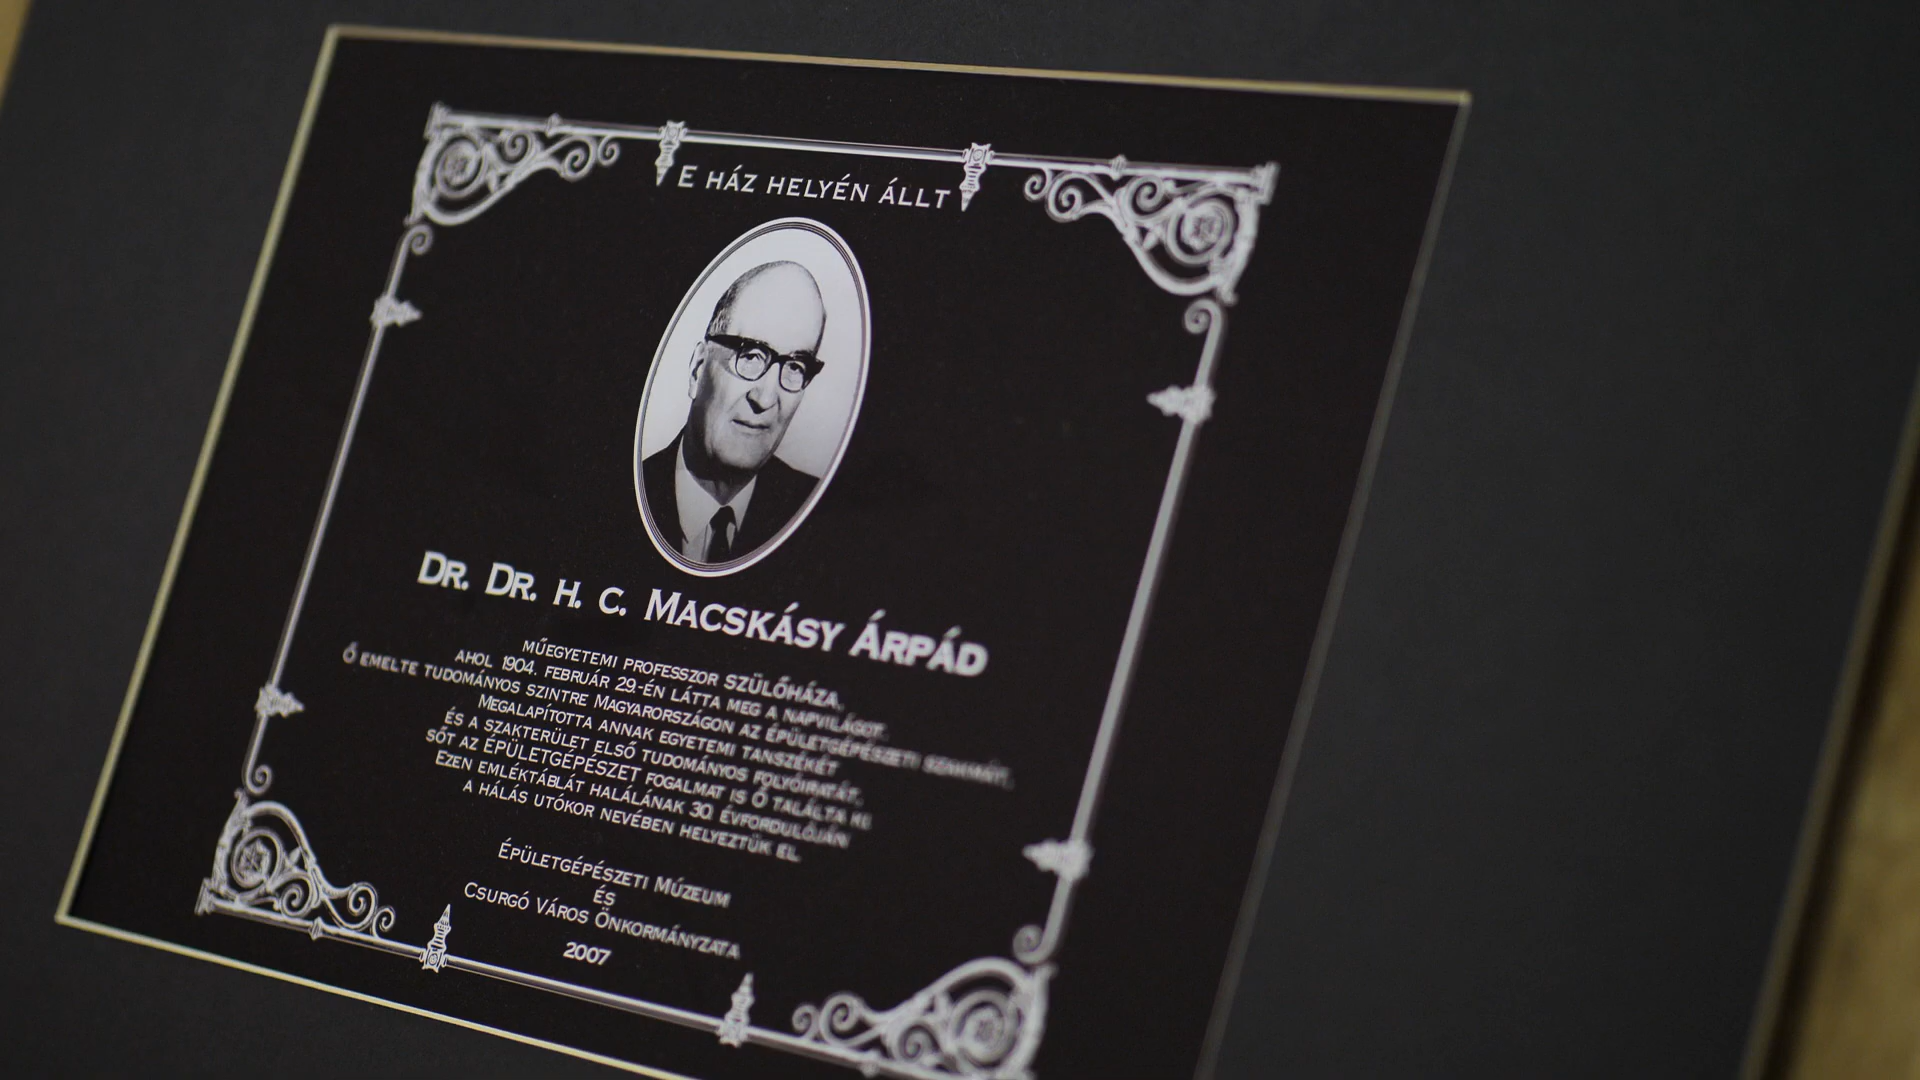 E HÁZ HELYÉN ÁLLT
DR. DR. H. C. MACSKÁSY ÁRPÁD
MŰEGYETEMI PROFESSZOR SZÜLŐHÁZA,
AHOL 1904. FEBRUÁR 29.-ÉN LÁTTA MEG A NAPVILÁGOT.
Ő EMELTE TUDOMÁNYOS SZINTRE MAGYARORSZÁGON AZ ÉPÜLETGÉPÉSZETI SZAKMÁT,
MEGALAPÍTOTTA ANNAK EGYETEMI TANSZÉKÉT
ÉS A SZAKTERÜLET ELSŐ TUDOMÁNYOS FOLYÓIRATÁT,
SŐT AZ ÉPÜLETGÉPÉSZET FOGALMAT IS Ő TALÁLTA KI.
EZEN EMLÉKTÁBLÁT HALÁLÁNAK 30. ÉVFORDULÓJÁN
A HÁLÁS UTÓKOR NEVÉBEN HELYEZTÜK EL.
ÉPÜLETGÉPÉSZETI MÚZEUM
ÉS
CSURGÓ VÁROS ÖNKORMÁNYZATA
2007